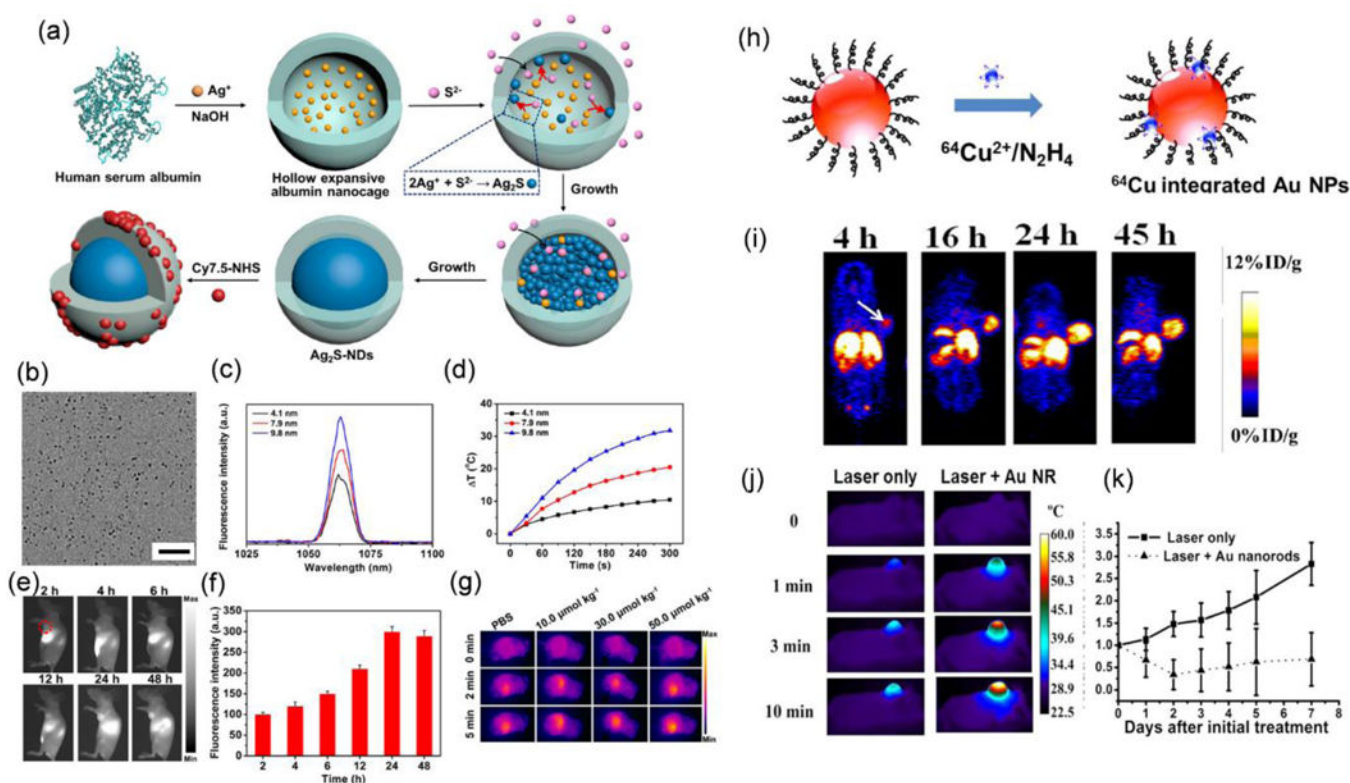 (a)
Human serum albumin
Ag⁺
NaOH
Hollow expansive
albumin nanocage
S²⁻
2Ag⁺ + S²⁻ → Ag₂S
Growth
Growth
Ag₂S-NDs
Cy7.5-NHS
(b)
(c)
Fluorescence intensity (a.u.)
4.1 nm
7.9 nm
9.8 nm
1025 1050 1075 1100
Wavelength (nm)
(d)
ΔT (°C)
40
30
20
10
0
4.1 nm
7.9 nm
9.8 nm
0 60 120 180 240 300
Time (s)
(e)
2 h 4 h 6 h
12 h 24 h 48 h
Max
Min
(f)
Fluorescence intensity (a.u.)
350
300
250
200
150
100
50
0
2 4 6 12 24 48
Time (h)
(g)
PBS
10.0 μmol kg⁻¹
30.0 μmol kg⁻¹
50.0 μmol kg⁻¹
0 min
2 min
5 min
Max
Min
(h)
⁶⁴Cu²⁺/N₂H₄
⁶⁴Cu integrated Au NPs
(i)
4 h 16 h 24 h 45 h
12%ID/g
0%ID/g
(j)
Laser only Laser + Au NR
0
1 min
3 min
10 min
ºC
60.0
55.8
50.3
45.1
39.6
34.4
28.9
22.5
(k)
Laser only
Laser + Au nanorods
3.5
3.0
2.5
2.0
1.5
1.0
0.5
0.0
0 1 2 3 4 5 6 7 8
Days after initial treatment